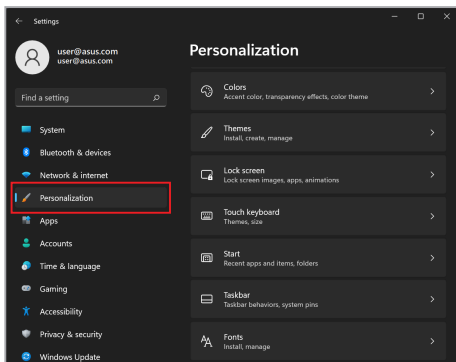 Settings
user@asus.com
user@asus.com
Find a setting
System
Bluetooth & devices
Network & internet
Personalization
Apps
Accounts
Time & language
Gaming
Accessibility
Privacy & security
Windows Update
Personalization
Colors
Accent color, transparency effects, color theme
Themes
Install, create, manage
Lock screen
Lock screen images, apps, animations
Touch keyboard
Themes, size
Start
Recent apps and items, folders
Taskbar
Taskbar behaviors, system pins
Fonts
Install, manage